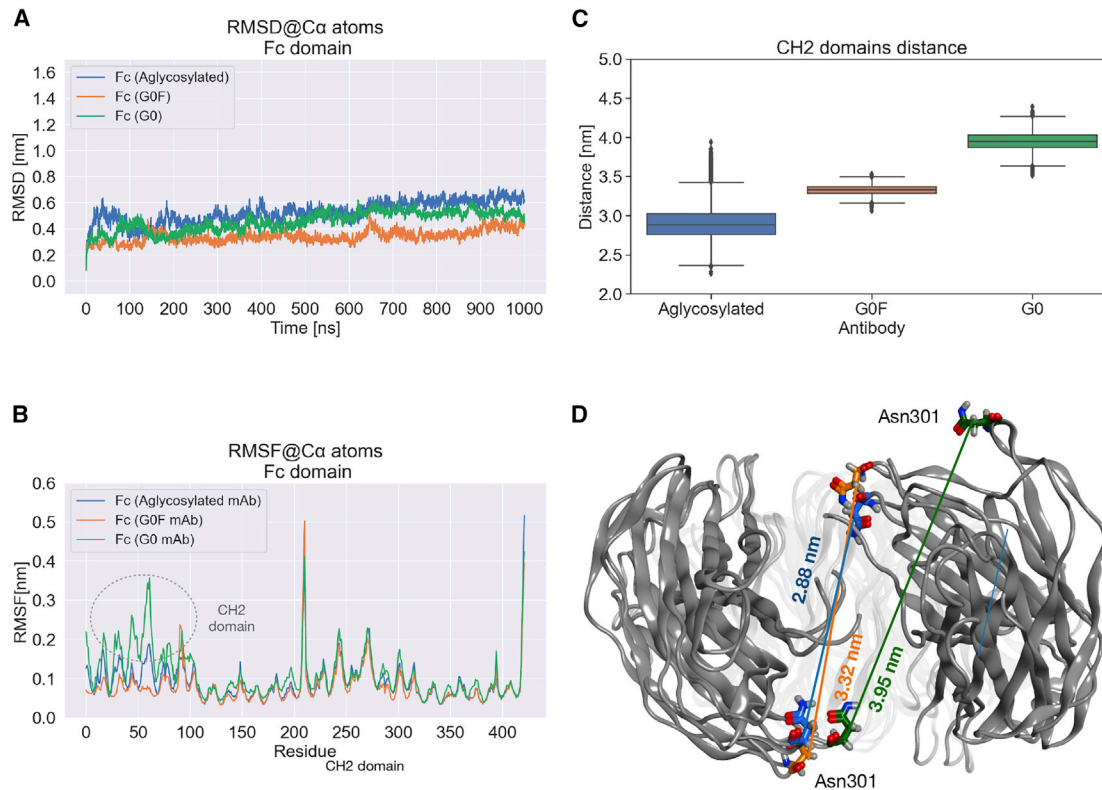 A
RMSD@Cα atoms
Fc domain
1.6
1.4
1.2
1.0
0.8
0.6
0.4
0.2
0.0
RMSD [nm]
Fc (Aglycosylated)
Fc (G0F)
Fc (G0)
0 100 200 300 400 500 600 700 800 900 1000
Time [ns]
C
CH2 domains distance
5.0
4.5
4.0
3.5
3.0
2.5
2.0
Distance [nm]
Aglycosylated G0F G0
Antibody
B
RMSF@Cα atoms
Fc domain
0.6
0.5
0.4
0.3
0.2
0.1
0.0
RMSF[nm]
Fc (Aglycosylated mAb)
Fc (G0F mAb)
Fc (G0 mAb)
CH2
domain
0 50 100 150 200 250 300 350 400
Residue
CH2 domain
D
Asn301
2.88 nm
3.32 nm
3.95 nm
Asn301